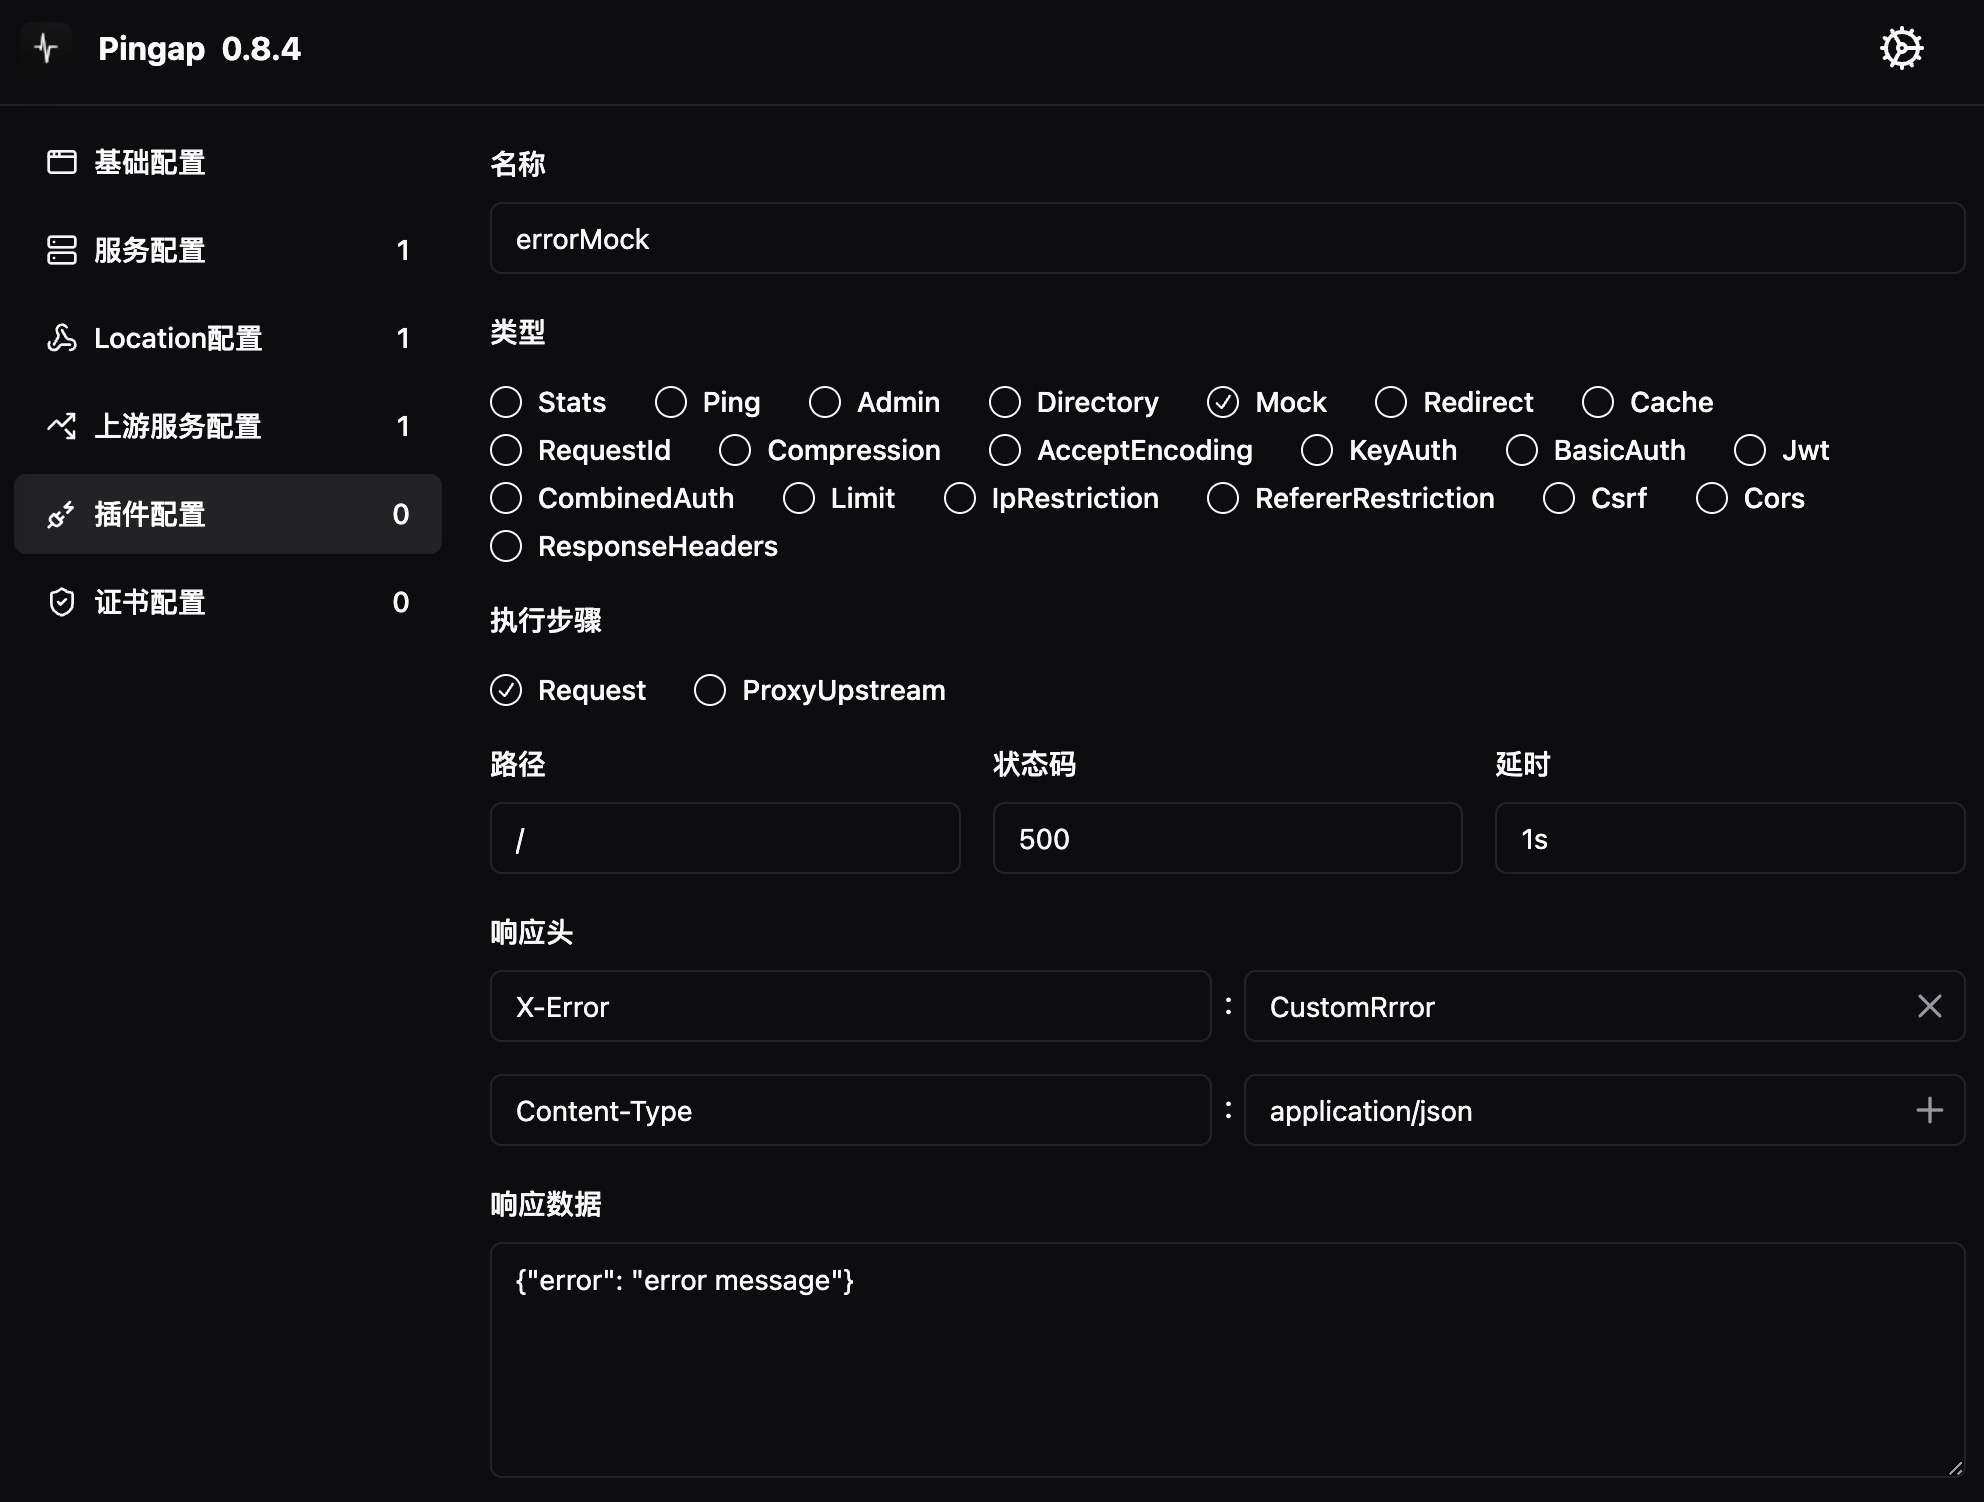 Pingap 0.8.4
基础配置
服务配置 1
Location配置 1
上游服务配置 1
插件配置 0
证书配置 0
名称
errorMock
类型
Stats Ping Admin Directory Mock Redirect Cache
RequestId Compression AcceptEncoding KeyAuth BasicAuth Jwt
CombinedAuth Limit IpRestriction RefererRestriction Csrf Cors
ResponseHeaders
执行步骤
Request ProxyUpstream
路径 状态码 延时
/ 500 1s
响应头
X-Error : CustomRrror
Content-Type : application/json
响应数据
{"error": "error message"}